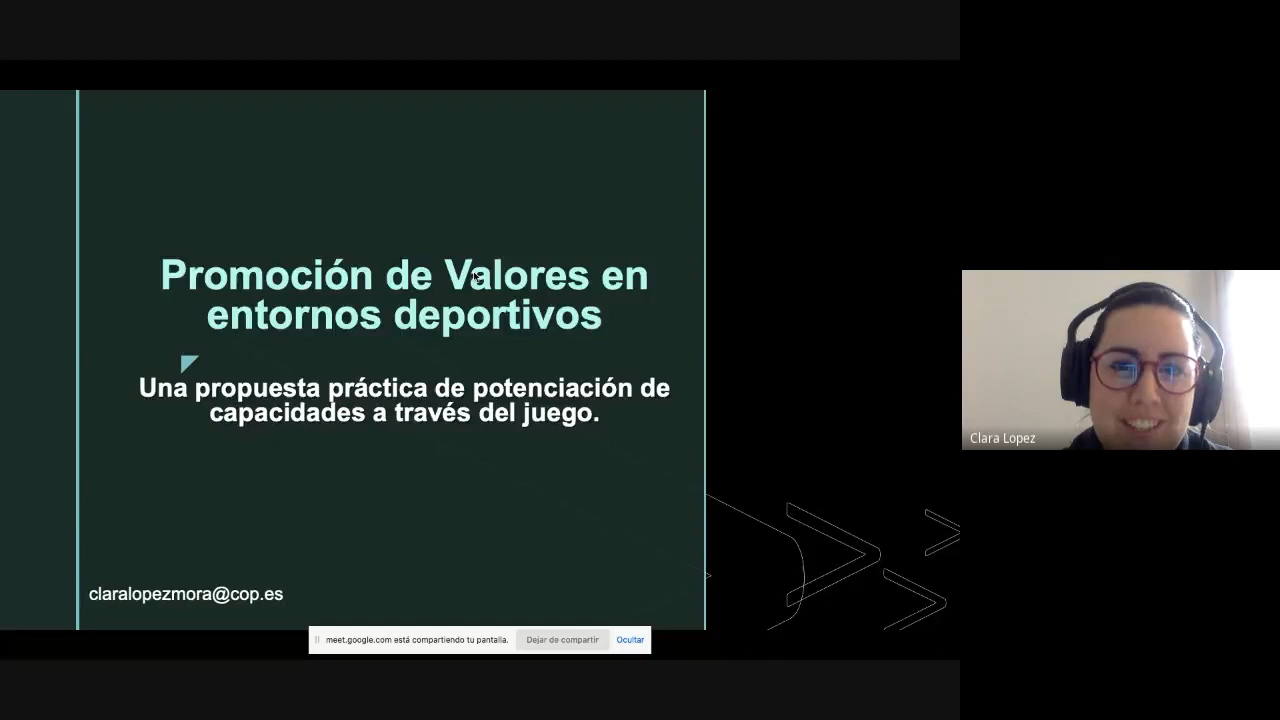 Promoción de Valores en
entornos deportivos
Una propuesta práctica de potenciación de
capacidades a través del juego.
claralopezmora@cop.es
meet.google.com está compartiendo tu pantalla.
Dejar de compartir
Ocultar
Clara Lopez